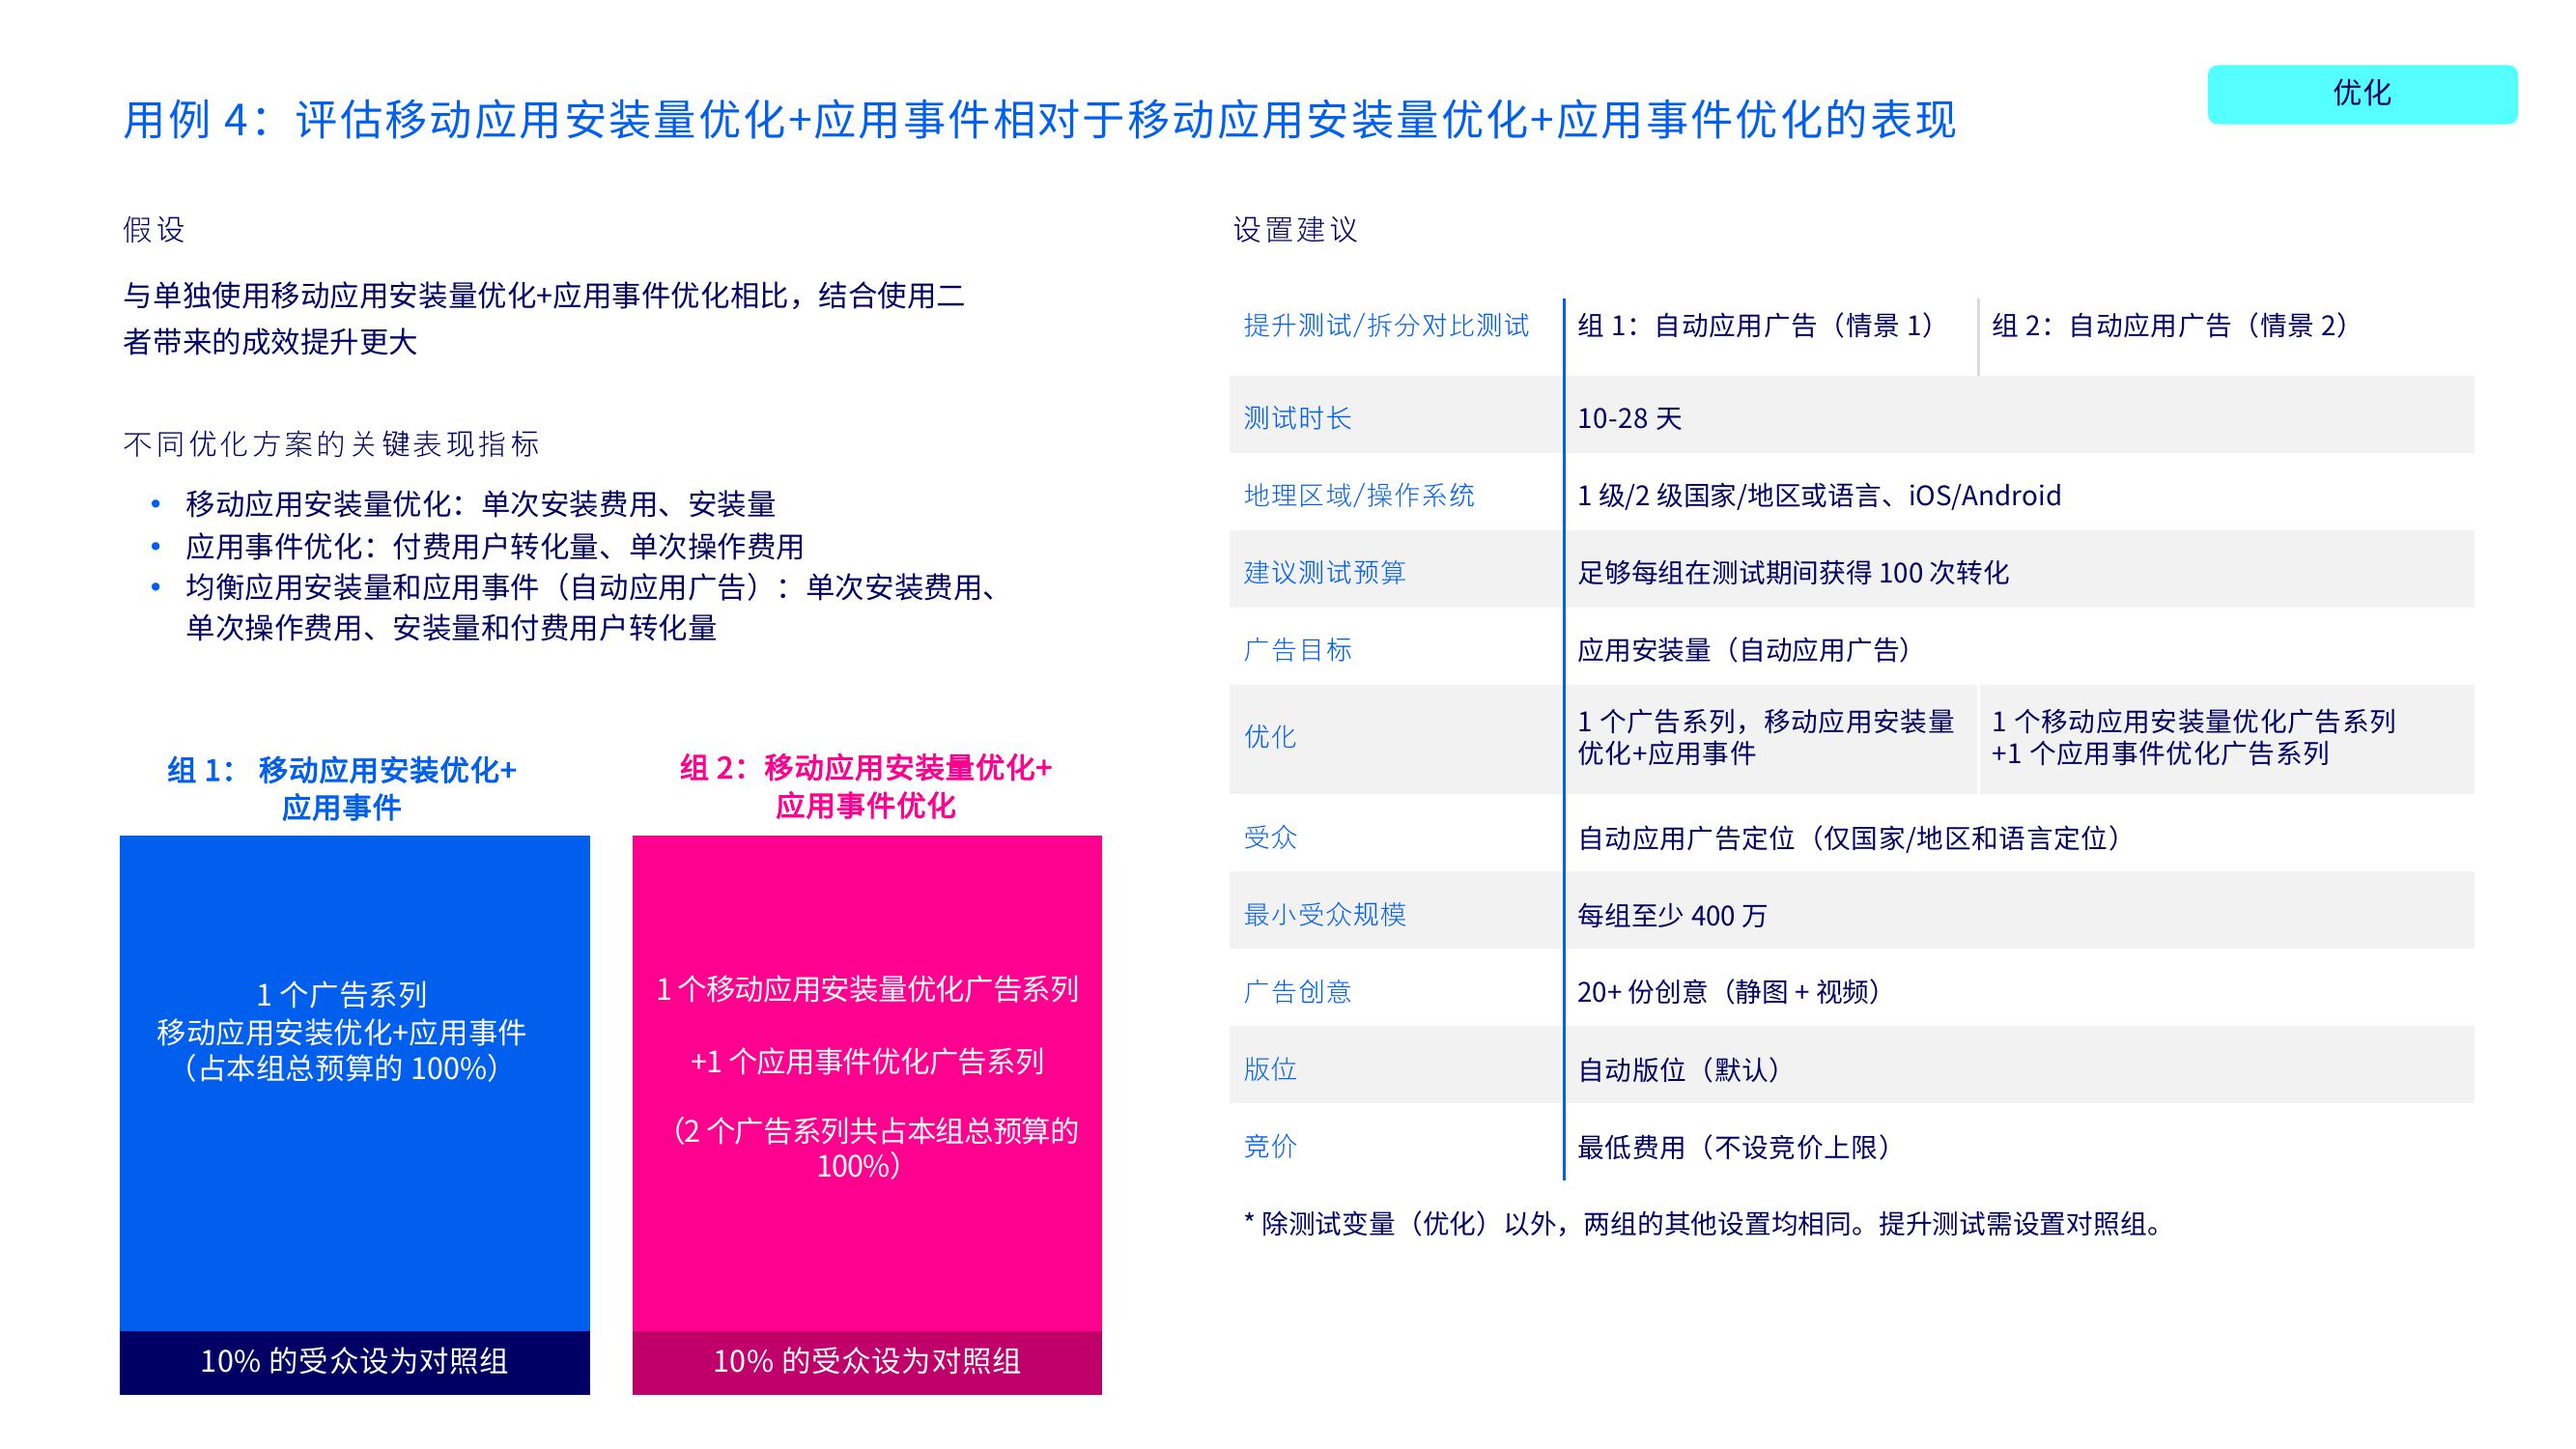 用例 4：评估移动应用安装量优化+应用事件相对于移动应用安装量优化+应用事件优化的表现
优化
假设
与单独使用移动应用安装量优化+应用事件优化相比，结合使用二
者带来的成效提升更大
不同优化方案的关键表现指标
• 移动应用安装量优化：单次安装费用、安装量
• 应用事件优化：付费用户转化量、单次操作费用
• 均衡应用安装量和应用事件（自动应用广告）：单次安装费用、
单次操作费用、安装量和付费用户转化量
组 1： 移动应用安装优化+
应用事件
1 个广告系列
移动应用安装优化+应用事件
（占本组总预算的 100%）
10% 的受众设为对照组
组 2：移动应用安装量优化+
应用事件优化
1 个移动应用安装量优化广告系列
+1 个应用事件优化广告系列
（2 个广告系列共占本组总预算的
100%）
10% 的受众设为对照组
设置建议
提升测试/拆分对比测试 组 1：自动应用广告（情景 1） 组 2：自动应用广告（情景 2）
测试时长 10-28 天
地理区域/操作系统 1 级/2 级国家/地区或语言、iOS/Android
建议测试预算 足够每组在测试期间获得 100 次转化
广告目标 应用安装量（自动应用广告）
优化
1 个广告系列，移动应用安装量
优化+应用事件
1 个移动应用安装量优化广告系列
+1 个应用事件优化广告系列
受众 自动应用广告定位（仅国家/地区和语言定位）
最小受众规模 每组至少 400 万
广告创意 20+ 份创意（静图 + 视频）
版位 自动版位（默认）
竞价 最低费用（不设竞价上限）
* 除测试变量（优化）以外，两组的其他设置均相同。提升测试需设置对照组。